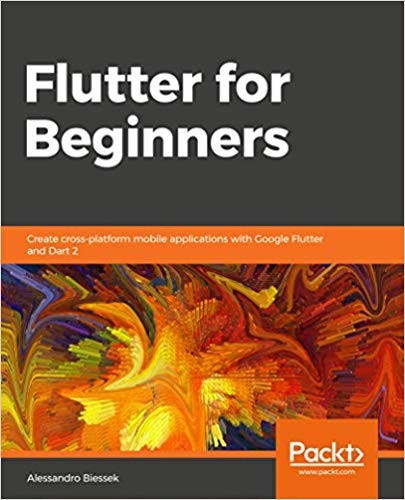 Flutter for
Beginners
Create cross-platform mobile applications with Google Flutter
and Dart 2
Alessandro Biessek
Packt>
www.packt.com